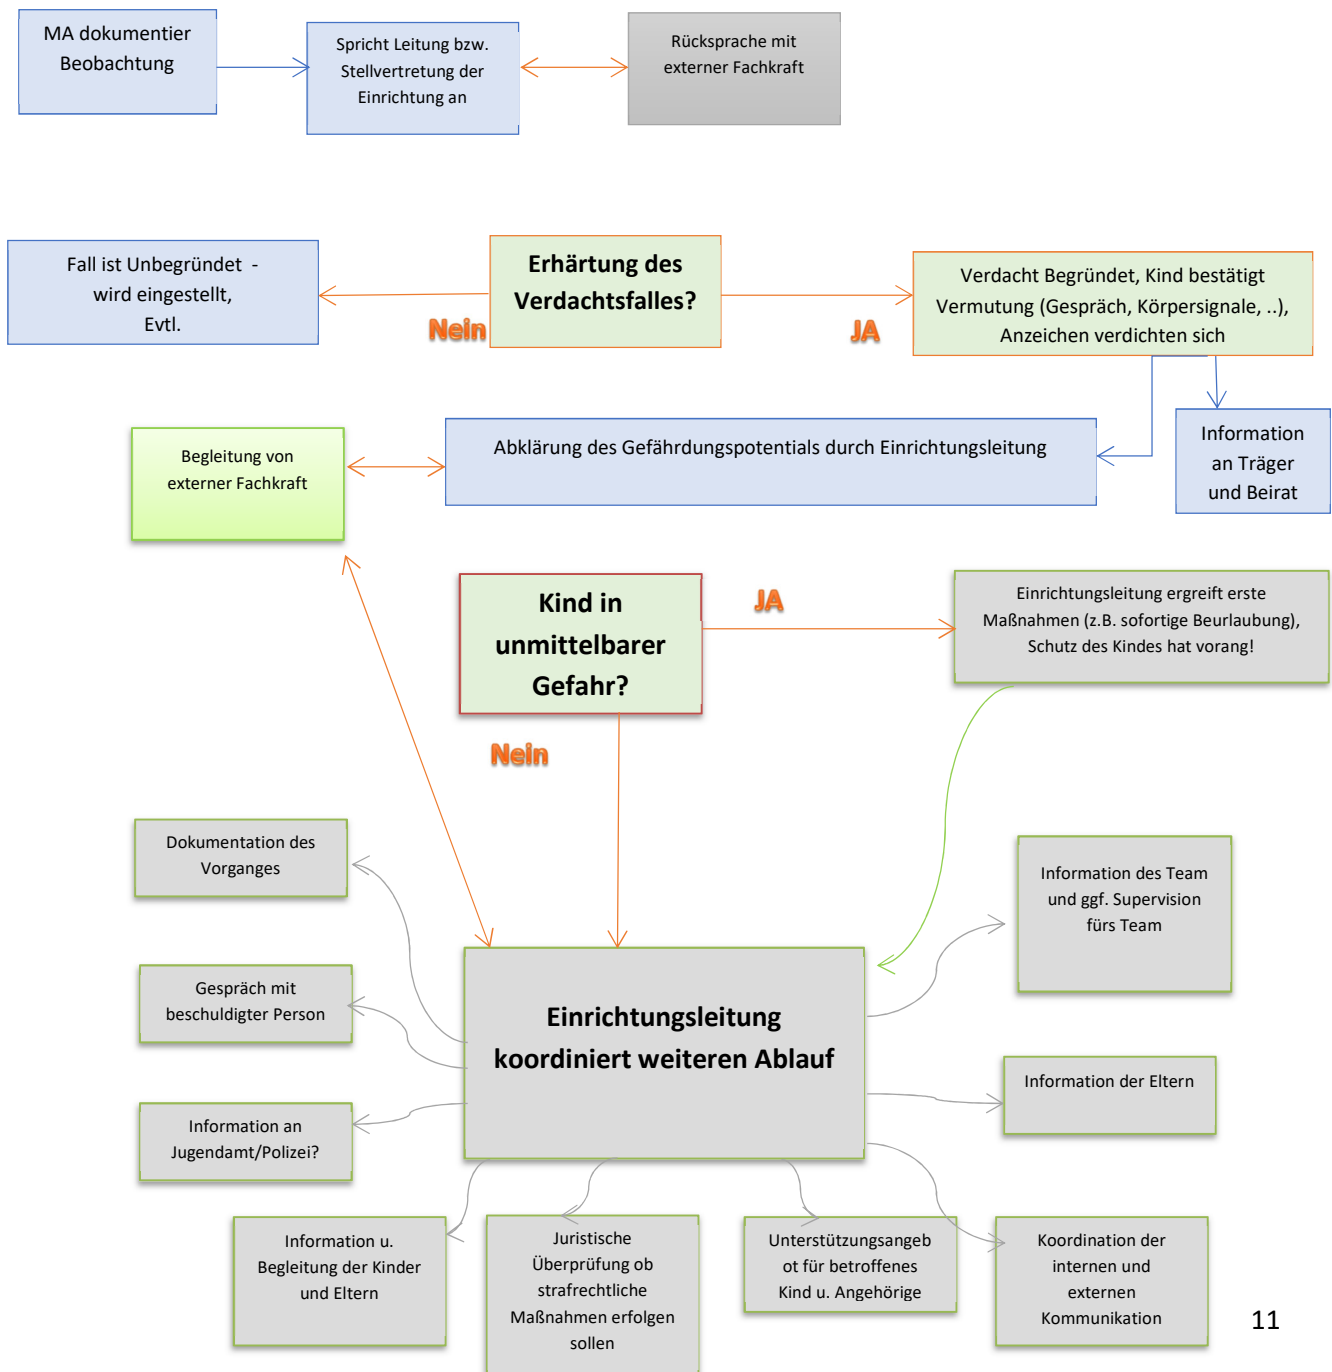 MA dokumentier
Beobachtung
Spricht Leitung bzw.
Stellvertretung der
Einrichtung an
Rücksprache mit
externer Fachkraft
Fall ist Unbegründet -
wird eingestellt,
Evtl.
Nein
Erhärtung des
Verdachtsfalles?
JA
Verdacht Begründet, Kind bestätigt
Vermutung (Gespräch, Körpersignale, ..),
Anzeichen verdichten sich
Begleitung von
externer Fachkraft
Abklärung des Gefährdungspotentials durch Einrichtungsleitung
Information
an Träger
und Beirat
Kind in
unmittelbarer
Gefahr?
JA
Einrichtungsleitung ergreift erste
Maßnahmen (z.B. sofortige Beurlaubung),
Schutz des Kindes hat vorang!
Nein
Dokumentation des
Vorganges
Information des Team
und ggf. Supervision
fürs Team
Gespräch mit
beschuldigter Person
Einrichtungsleitung
koordiniert weiteren Ablauf
Information der Eltern
Information an
Jugendamt/Polizei?
Information u.
Begleitung der Kinder
und Eltern
Juristische
Überprüfung ob
strafrechtliche
Maßnahmen erfolgen
sollen
Unterstützungsangeb
ot für betroffenes
Kind u. Angehörige
Koordination der
internen und
externen
Kommunikation
11